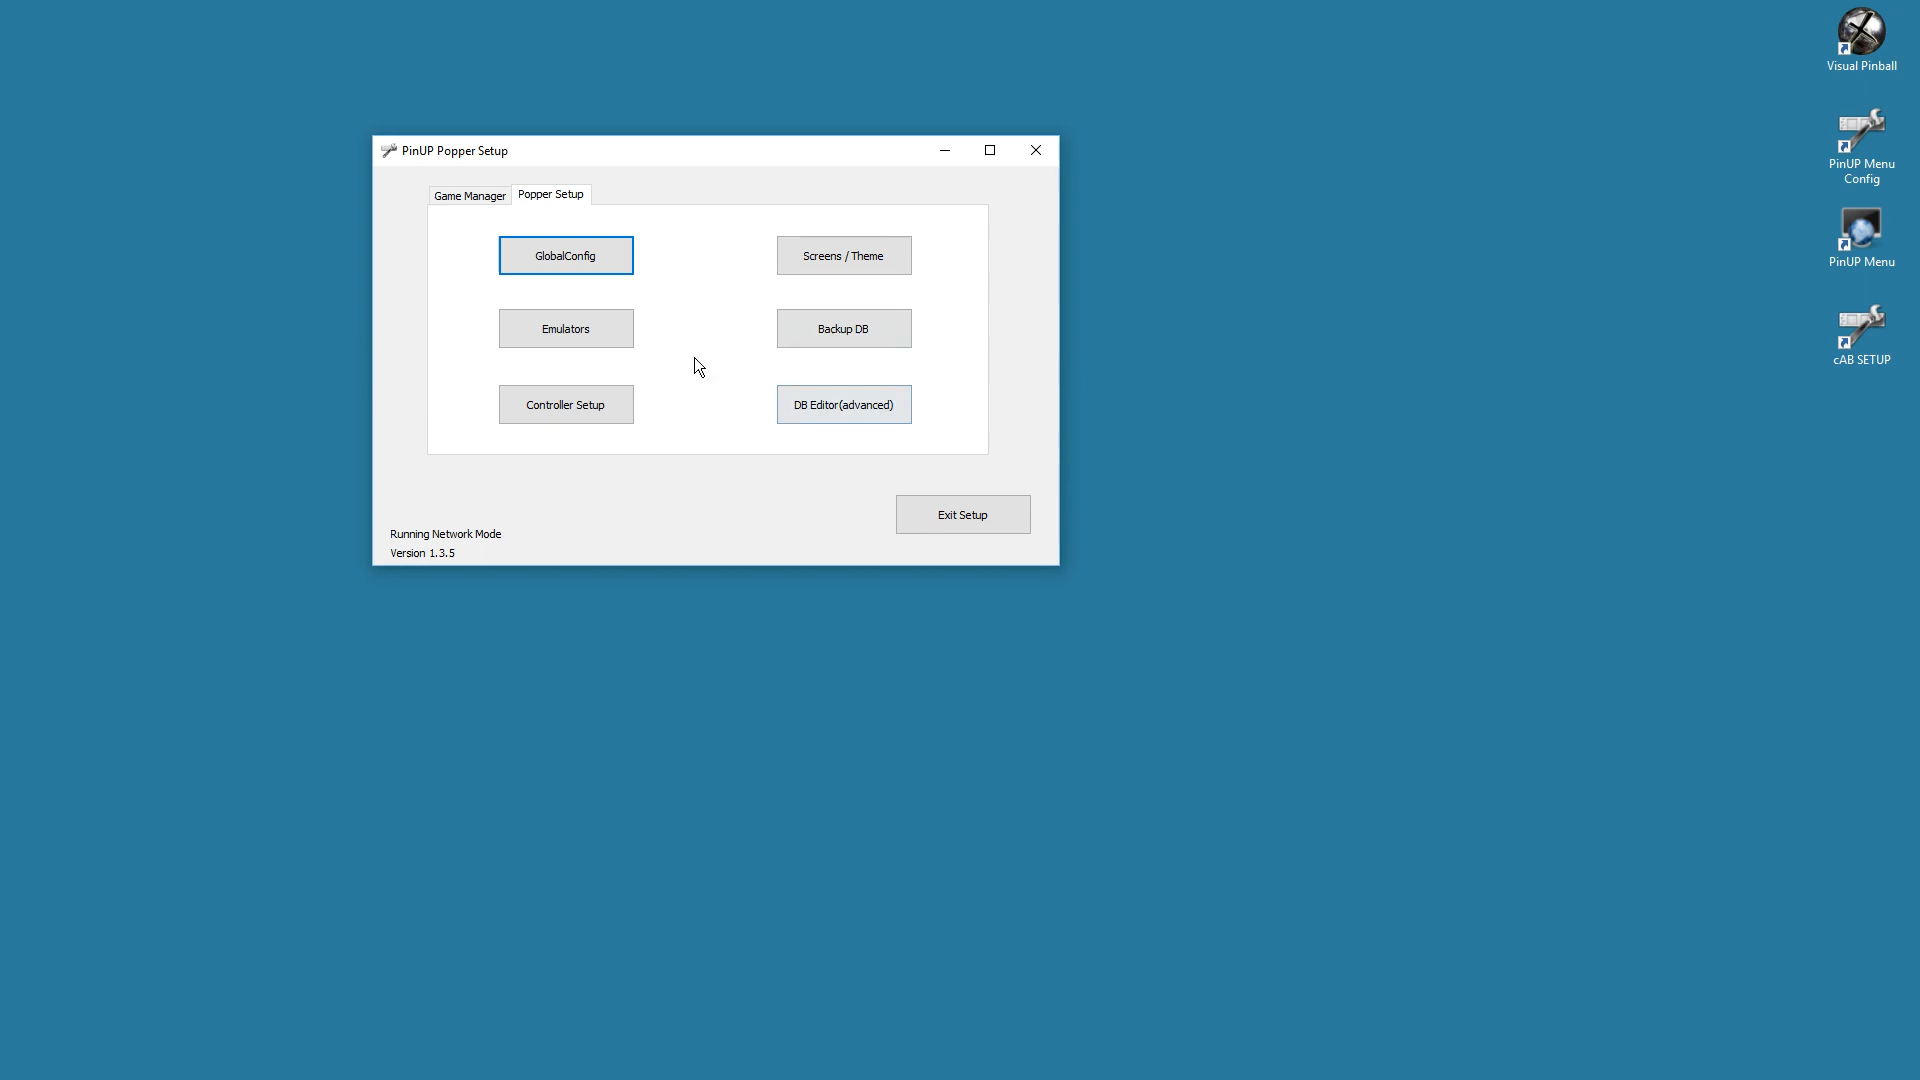 PinUP Popper Setup
Game Manager
Popper Setup
GlobalConfig
Screens / Theme
Emulators
Backup DB
Controller Setup
DB Editor(advanced)
Exit Setup
Running Network Mode
Version 1.3.5
Visual Pinball
PinUP Menu
Config
PinUP Menu
cAB SETUP